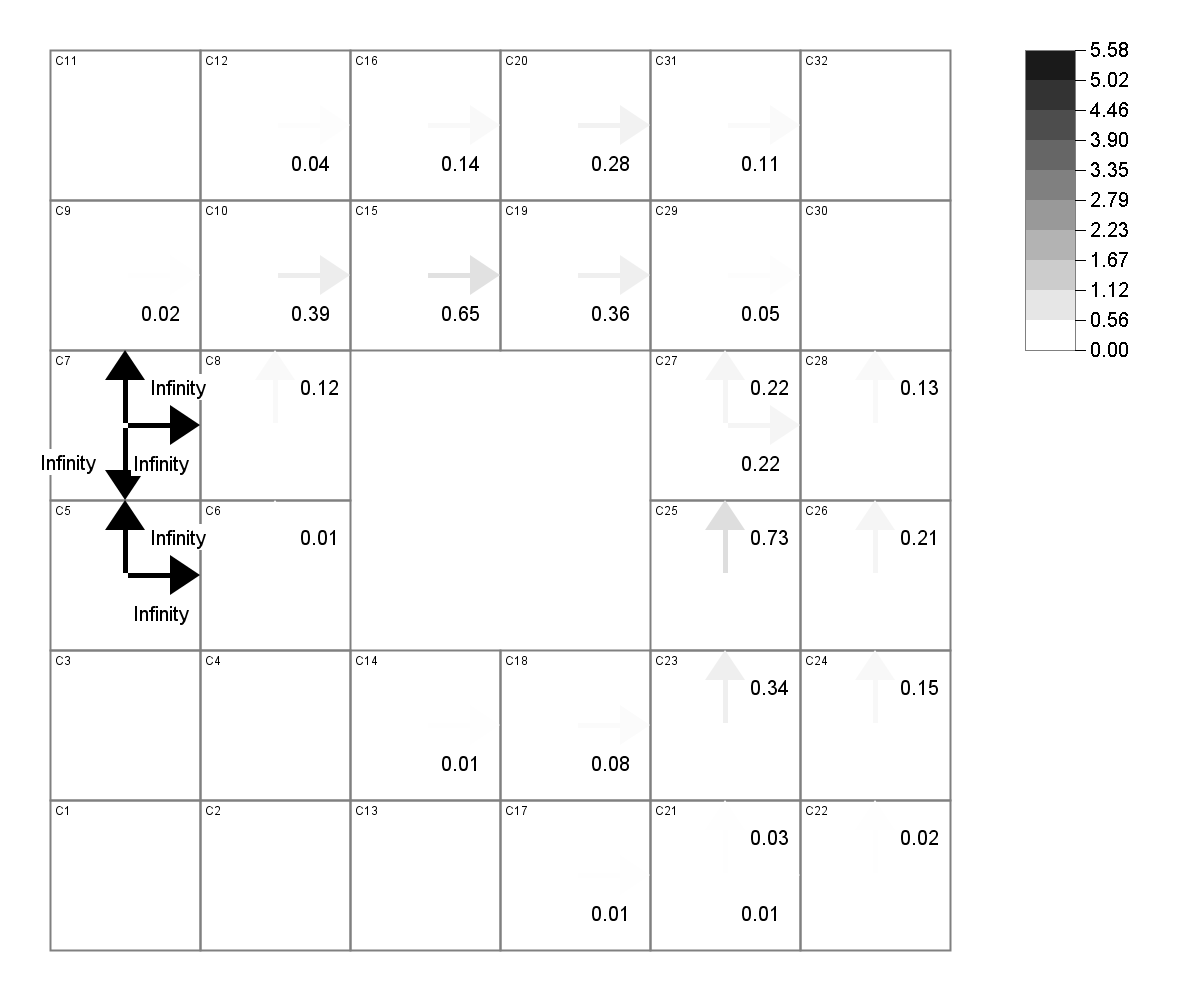 C11 C12 C16 C20 C31 C32
0.04 0.14 0.28 0.11
C9 C10 C15 C19 C29 C30
0.02 0.39 0.65 0.36 0.05
C7 C8 C27 C28
Infinity 0.12 0.22 0.13
Infinity Infinity 0.22
C5 C6 C25 C26
Infinity 0.01 0.73 0.21
Infinity
C3 C4 C14 C18 C23 C24
0.34 0.15
0.01 0.08
C1 C2 C13 C17 C21 C22
0.03 0.02
0.01 0.01
5.58
5.02
4.46
3.90
3.35
2.79
2.23
1.67
1.12
0.56
0.00